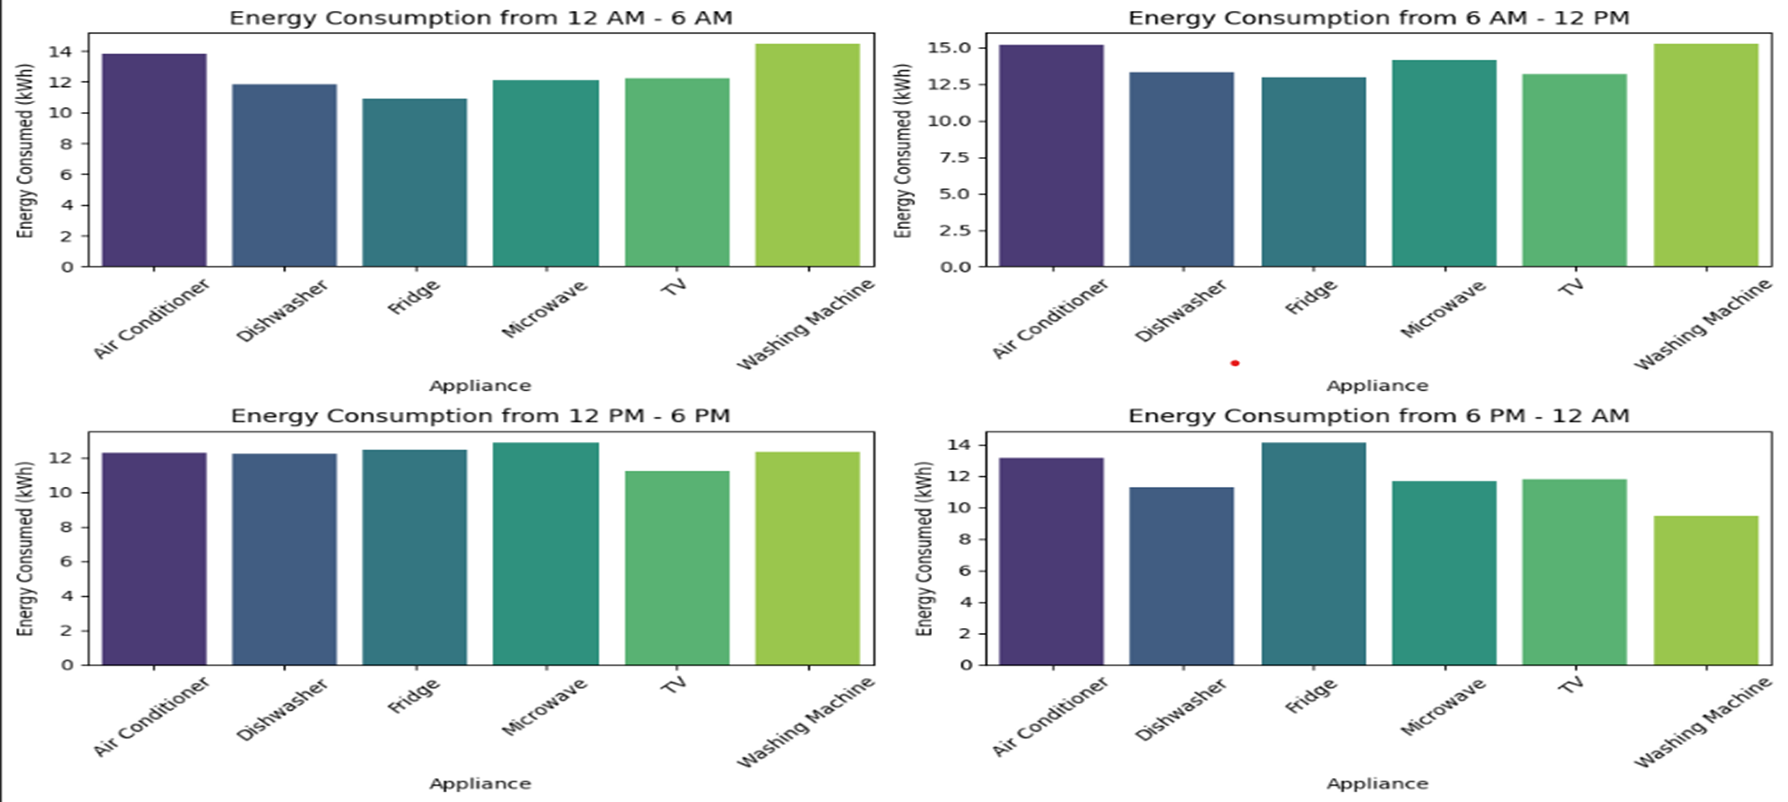 Energy Consumption from 12 AM - 6 AM
Energy Consumed (kWh)
14
12
10
8
6
4
2
0
Air Conditioner
Dishwasher
Fridge
Microwave
TV
Washing Machine
Appliance
Energy Consumption from 6 AM - 12 PM
Energy Consumed (kWh)
15.0
12.5
10.0
7.5
5.0
2.5
0.0
Air Conditioner
Dishwasher
Fridge
Microwave
TV
Washing Machine
Appliance
Energy Consumption from 12 PM - 6 PM
Energy Consumed (kWh)
12
10
8
6
4
2
0
Air Conditioner
Dishwasher
Fridge
Microwave
TV
Washing Machine
Appliance
Energy Consumption from 6 PM - 12 AM
Energy Consumed (kWh)
14
12
10
8
6
4
2
0
Air Conditioner
Dishwasher
Fridge
Microwave
TV
Washing Machine
Appliance